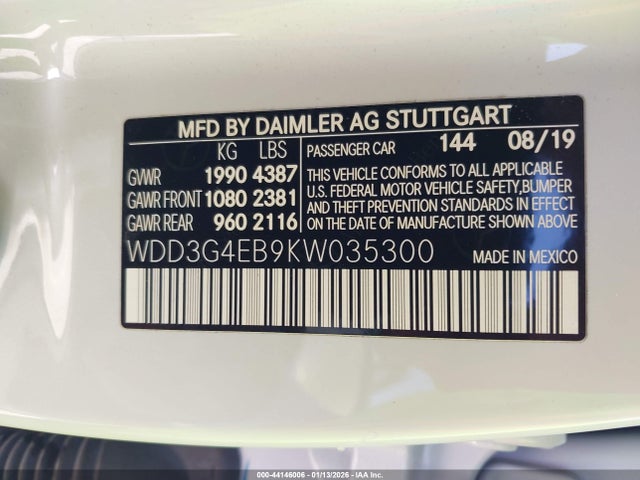 MFD BY DAIMLER AG STUTTGART
KG LBS
GVWR 1990 4387
GAWR FRONT 1080 2381
GAWR REAR 960 2116
PASSENGER CAR 144 08/19
THIS VEHICLE CONFORMS TO ALL APPLICABLE
U.S. FEDERAL MOTOR VEHICLE SAFETY, BUMPER
AND THEFT PREVENTION STANDARDS IN EFFECT
ON THE DATE OF MANUFACTURE SHOWN ABOVE
WDD3G4EB9KW035300 MADE IN MEXICO
000-44145006 - 01/13/2026 - IAA Inc.